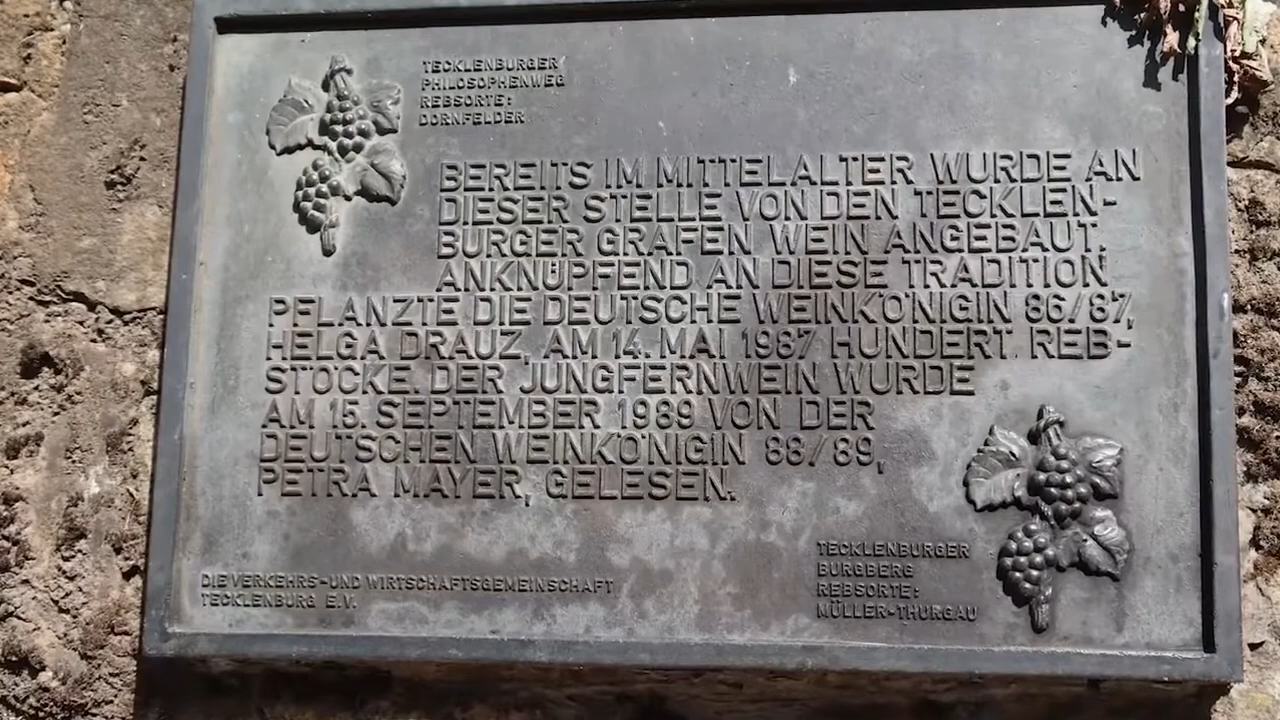 TECKLENBURGER
PHILOSOPHENWEG
REBSORTE:
DORNFELDER
BEREITS IM MITTELALTER WURDE AN
DIESER STELLE VON DEN TECKLEN-
BURGER GRAFEN WEIN ANGEBAUT.
ANKNÜPFEND AN DIESE TRADITION
PFLANZTE DIE DEUTSCHE WEINKÖNIGIN 86/87,
HELGA DRAUZ, AM 14. MAI 1987 HUNDERT REB-
STÖCKE. DER JUNGFERNWEIN WURDE
AM 15. SEPTEMBER 1989 VON DER
DEUTSCHEN WEINKÖNIGIN 88/89,
PETRA MAYER, GELESEN.
DIE VERKEHRS-UND WIRTSCHAFTSGEMEINSCHAFT
TECKLENBURG E.V.
TECKLENBURGER
BURGBERG
REBSORTE:
MÜLLER-THURGAU